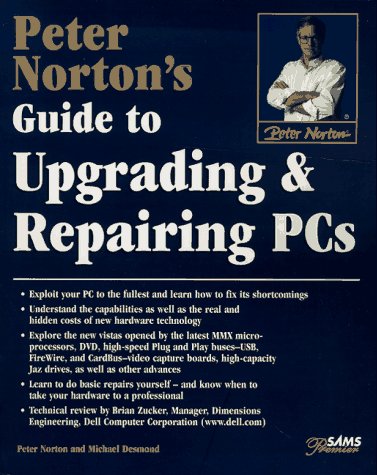 Peter
Norton's
Guide to
Upgrading &
Repairing PCs
Peter Norton®
• Exploit your PC to the fullest and learn how to fix its shortcomings
• Understand the capabilities as well as the real and
hidden costs of new hardware technology
• Explore the new vistas opened by the latest MMX micro-
processors, DVD, high-speed Plug and Play buses–USB,
FireWire, and CardBus–video capture boards, high-capacity
Jaz drives, as well as other advances
• Learn to do basic repairs yourself – and know when to
take your hardware to a professional
• Technical review by Brian Zucker, Manager, Dimensions
Engineering, Dell Computer Corporation (www.dell.com)
Peter Norton and Michael Desmond
SAMS
Premier